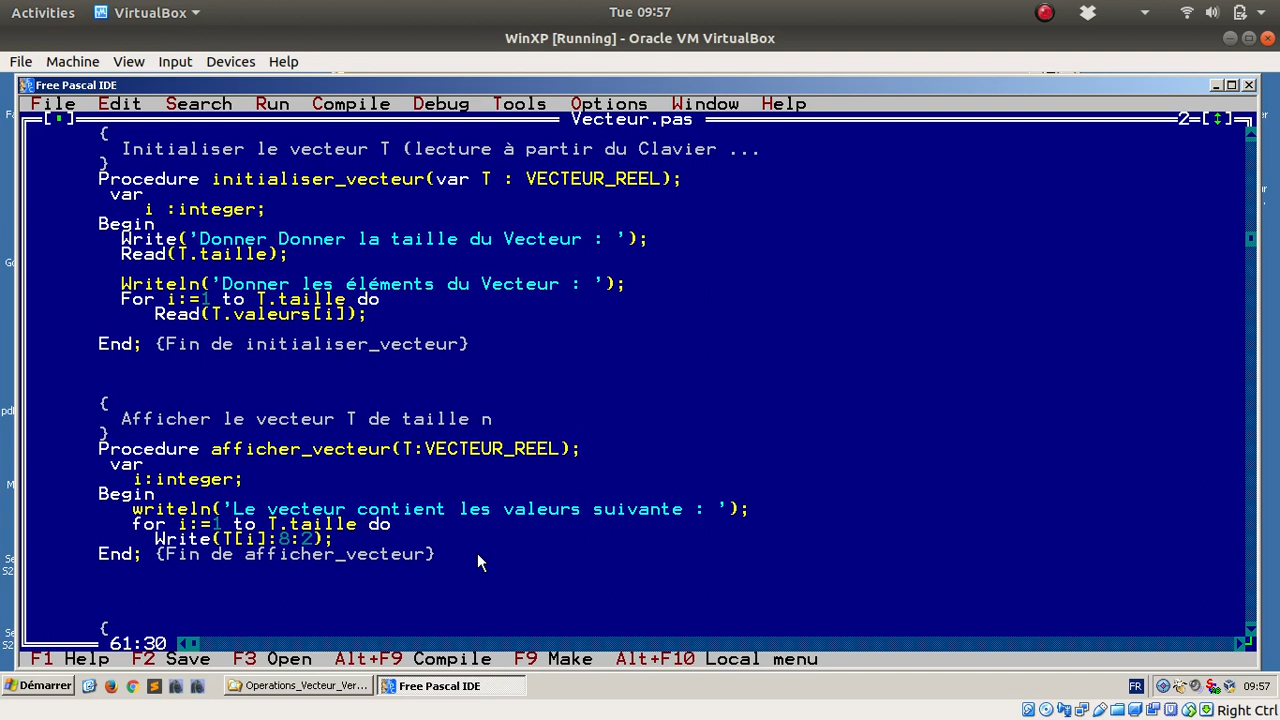 Activities VirtualBox Tue 09:57
WinXP [Running] - Oracle VM VirtualBox
File Machine View Input Devices Help
Free Pascal IDE
File Edit Search Run Compile Debug Tools Options Window Help
Vecteur.pas 2
{
Initialiser le vecteur T (lecture à partir du Clavier ...
}
Procedure initialiser_vecteur(var T : VECTEUR_REEL);
var
i :integer;
Begin
Write('Donner Donner la taille du Vecteur : ');
Read(T.taille);
Writeln('Donner les éléments du Vecteur : ');
For i:=1 to T.taille do
Read(T.valeurs[i]);
End; {Fin de initialiser_vecteur}
{
Afficher le vecteur T de taille n
}
Procedure afficher_vecteur(T:VECTEUR_REEL);
var
i:integer;
Begin
writeln('Le vecteur contient les valeurs suivante : ');
for i:=1 to T.taille do
Write(T[i]:8:2);
End; {Fin de afficher_vecteur}
{
61:30
F1 Help F2 Save F3 Open Alt+F9 Compile F9 Make Alt+F10 Local menu
Démarrer Operations_Vecteur_Ver... Free Pascal IDE FR 09:57
Right Ctrl